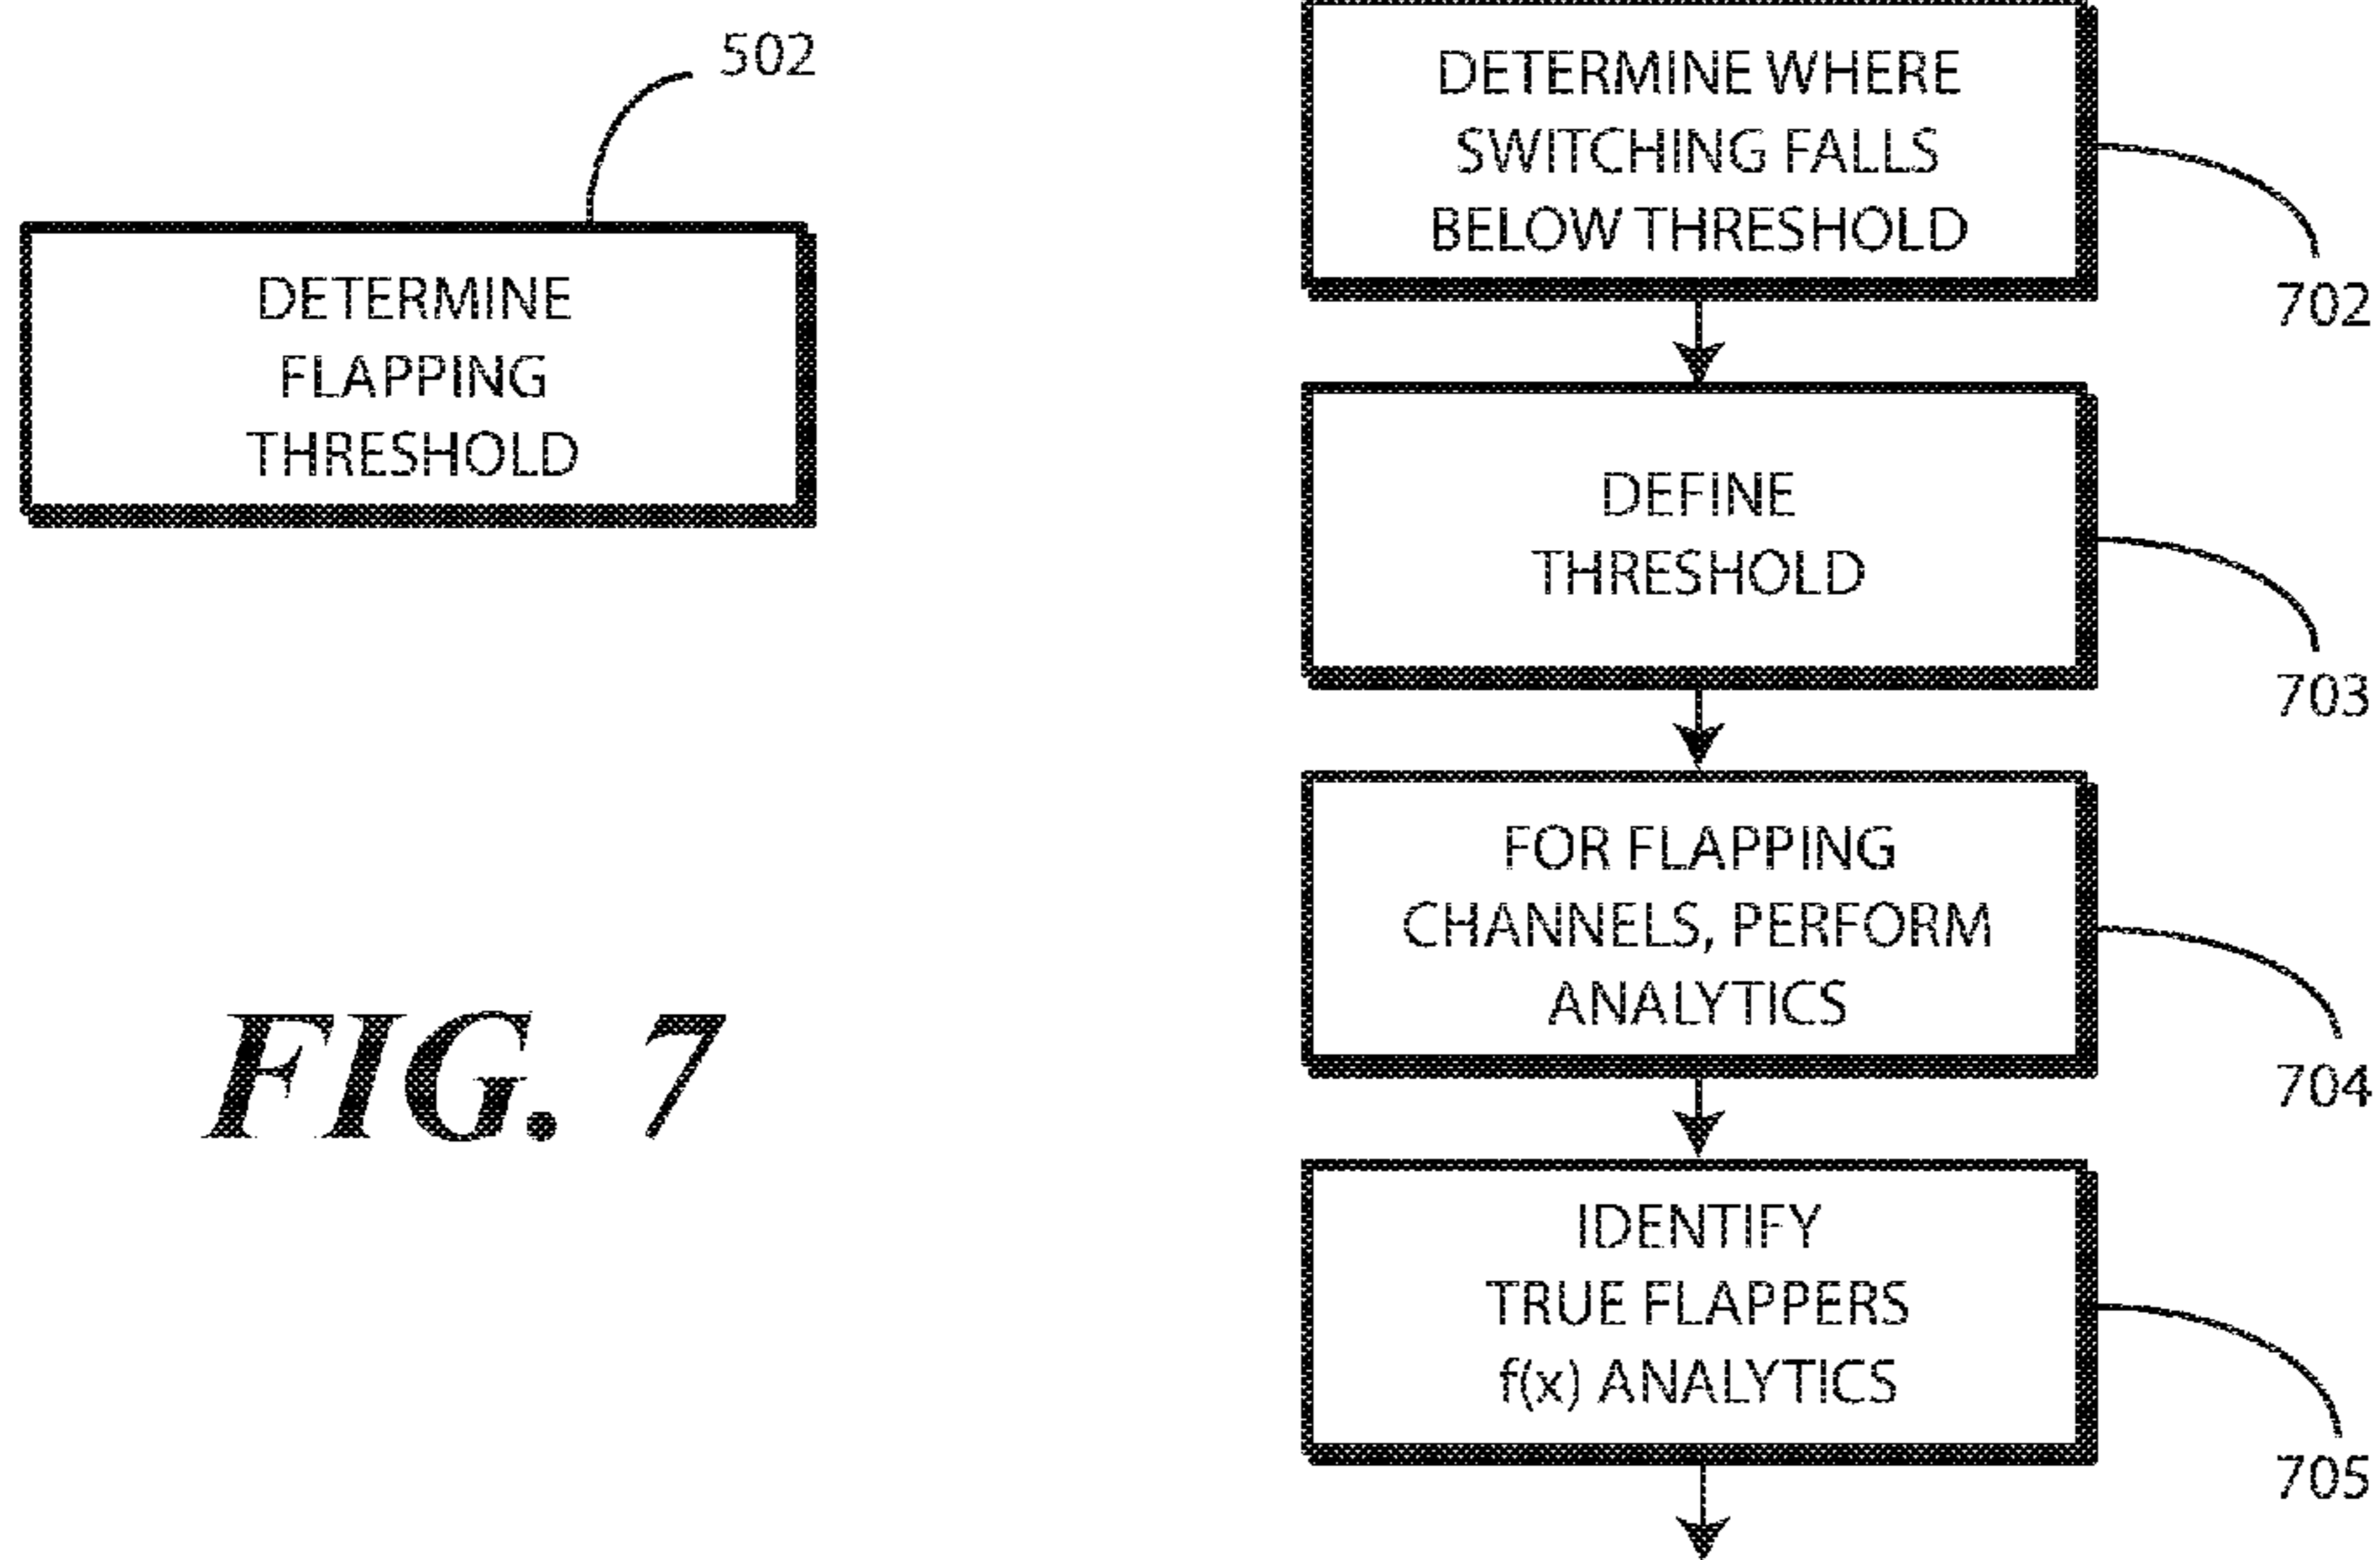 502
DETERMINE
FLAPPING
THRESHOLD
FIG. 7
DETERMINE WHERE
SWITCHING FALLS
BELOW THRESHOLD
702
DEFINE
THRESHOLD
703
FOR FLAPPING
CHANNELS, PERFORM
ANALYTICS
704
IDENTIFY
TRUE FLAPPERS
f(x) ANALYTICS
705